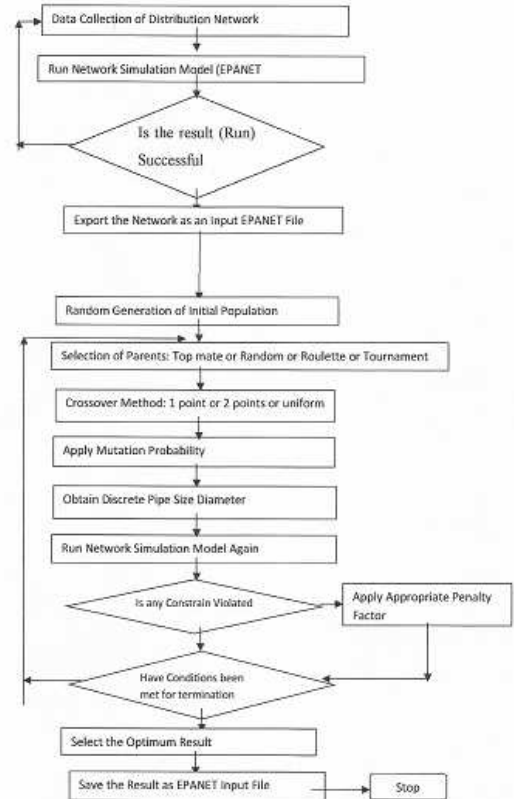 Data Collection of Distribution Network
Run Network Simulation Model (EPANET
Is the result (Run)
Successful
Export the Network as an Input EPANET File
Random Generation of Initial Population
Selection of Parents: Top mate or Random or Roulette or Tournament
Crossover Method: 1 point or 2 points or uniform
Apply Mutation Probability
Obtain Discrete Pipe Size Diameter
Run Network Simulation Model Again
Is any Constrain Violated
Apply Appropriate Penalty
Factor
Have Conditions been
met for termination
Select the Optimum Result
Save the Result as EPANET Input File
Stop